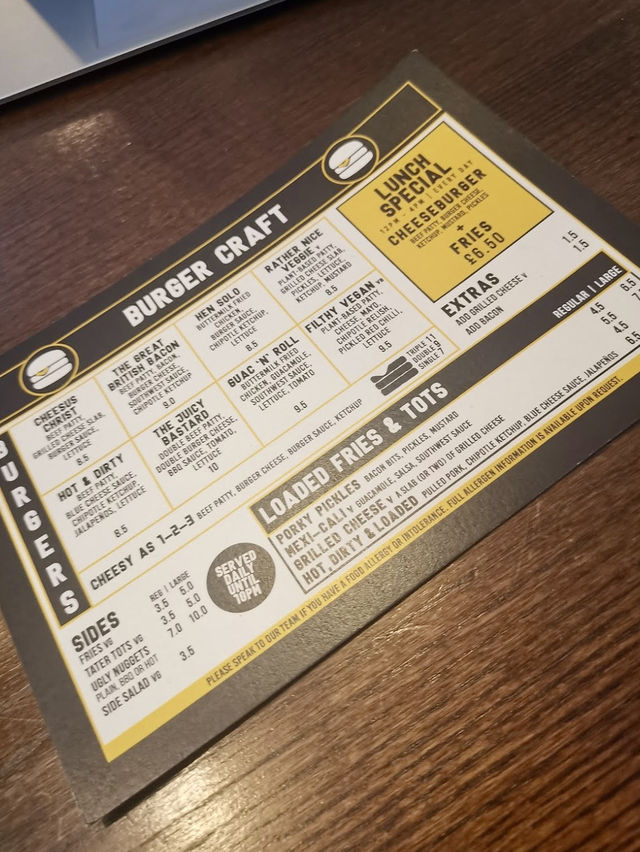 BURGER CRAFT
BURGERS
CHEESUS
CHRIST
BEEF PATTY,
GRILLED CHEESE SLAB,
BURGER SAUCE,
LETTUCE
8.5
THE GREAT
BRITISH BACON
BEEF PATTY, BACON,
BURGER CHEESE,
SOUTHWEST SAUCE,
CHIPOTLE KETCHUP
9.0
HEN SOLO
BUTTERMILK FRIED
CHICKEN,
BURGER SAUCE,
CHIPOTLE KETCHUP,
LETTUCE
8.5
RATHER NICE
VEGGIE V
PLANT-BASED PATTY,
GRILLED CHEESE SLAB,
PICKLES, LETTUCE,
KETCHUP, MUSTARD
8.5
HOT & DIRTY
BEEF PATTY,
BLUE CHEESE SAUCE,
CHIPOTLE KETCHUP,
JALAPEÑOS, LETTUCE
8.5
THE JUICY
BASTARD
DOUBLE BEEF PATTY,
DOUBLE BURGER CHEESE,
BBQ SAUCE, TOMATO,
LETTUCE
10
GUAC 'N' ROLL
BUTTERMILK FRIED
CHICKEN, GUACAMOLE,
SOUTHWEST SAUCE,
LETTUCE, TOMATO
9.5
FILTHY VEGAN
PLANT-BASED PATTY,
CHEESE, MAYO,
CHIPOTLE RELISH,
PICKLED RED CHILLI,
LETTUCE
9.5
CHEESY AS 1-2-3 BEEF PATTY, BURGER CHEESE, BURGER SAUCE, KETCHUP
TRIPLE 11
DOUBLE 9
SINGLE 7
LUNCH
SPECIAL
12PM - 4PM | EVERY DAY
CHEESEBURGER
BEEF PATTY, BURGER CHEESE,
KETCHUP, MUSTARD, PICKLES
+
FRIES
£6.50
EXTRAS
ADD GRILLED CHEESE V 1.5
ADD BACON 1.5
SIDES REG | LARGE
FRIES VG 3.5 5.0
TATER TOTS VG 3.5 5.0
UGLY NUGGETS 7.0 10.0
PLAIN, BBQ OR HOT
SIDE SALAD VG 3.5
SERVED
DAILY
UNTIL
10PM
LOADED FRIES & TOTS REGULAR | LARGE
PORKY PICKLES BACON BITS, PICKLES, MUSTARD 4.5 6.5
MEXI-CALI V GUACAMOLE, SALSA, SOUTHWEST SAUCE 5.5
GRILLED CHEESE V A SLAB (OR TWO) OF GRILLED CHEESE 4.5
HOT, DIRTY & LOADED PULLED PORK, CHIPOTLE KETCHUP, BLUE CHEESE SAUCE, JALAPEÑOS
PLEASE SPEAK TO OUR TEAM IF YOU HAVE A FOOD ALLERGY OR INTOLERANCE. FULL ALLERGEN INFORMATION IS AVAILABLE UPON REQUEST.